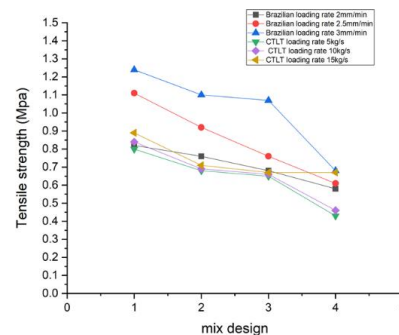 Brazilian loading rate 2mm/min
Brazilian loading rate 2.5mm/min
Brazilian loading rate 3mm/min
CTLT loading rate 5kg/s
CTLT loading rate 10kg/s
CTLT loading rate 15kg/s
1.5
1.4
1.3
1.2
1.1
1.0
0.9
0.8
0.7
0.6
0.5
0.4
0.3
0.2
0.1
0.0
Tensile strength (Mpa)
0 1 2 3 4
mix design